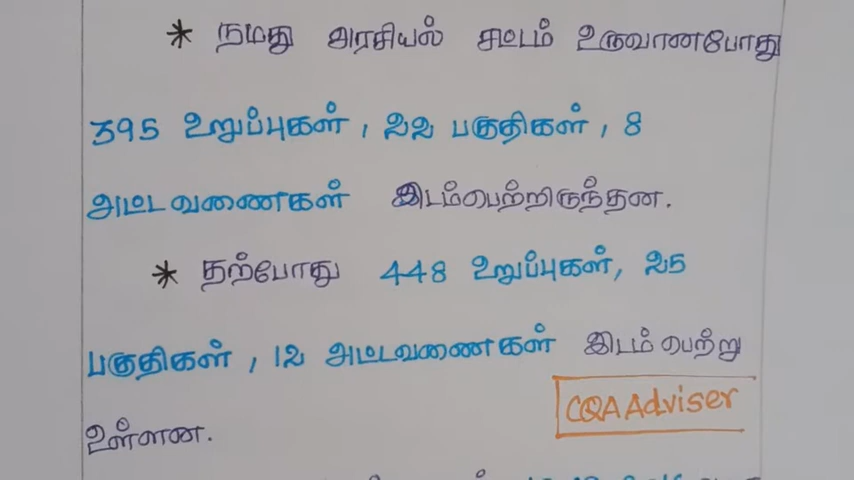 * நமது அரசியல் சட்டம் உருவானபோது
395 உறுப்புகள், 22 பகுதிகள், 8
அட்டவணைகள் இடம்பெற்றிருந்தன.
* தற்போது 448 உறுப்புகள், 25
பகுதிகள், 12 அட்டவணைகள் இடம்பெற்று
உள்ளன.
CQA Adviser